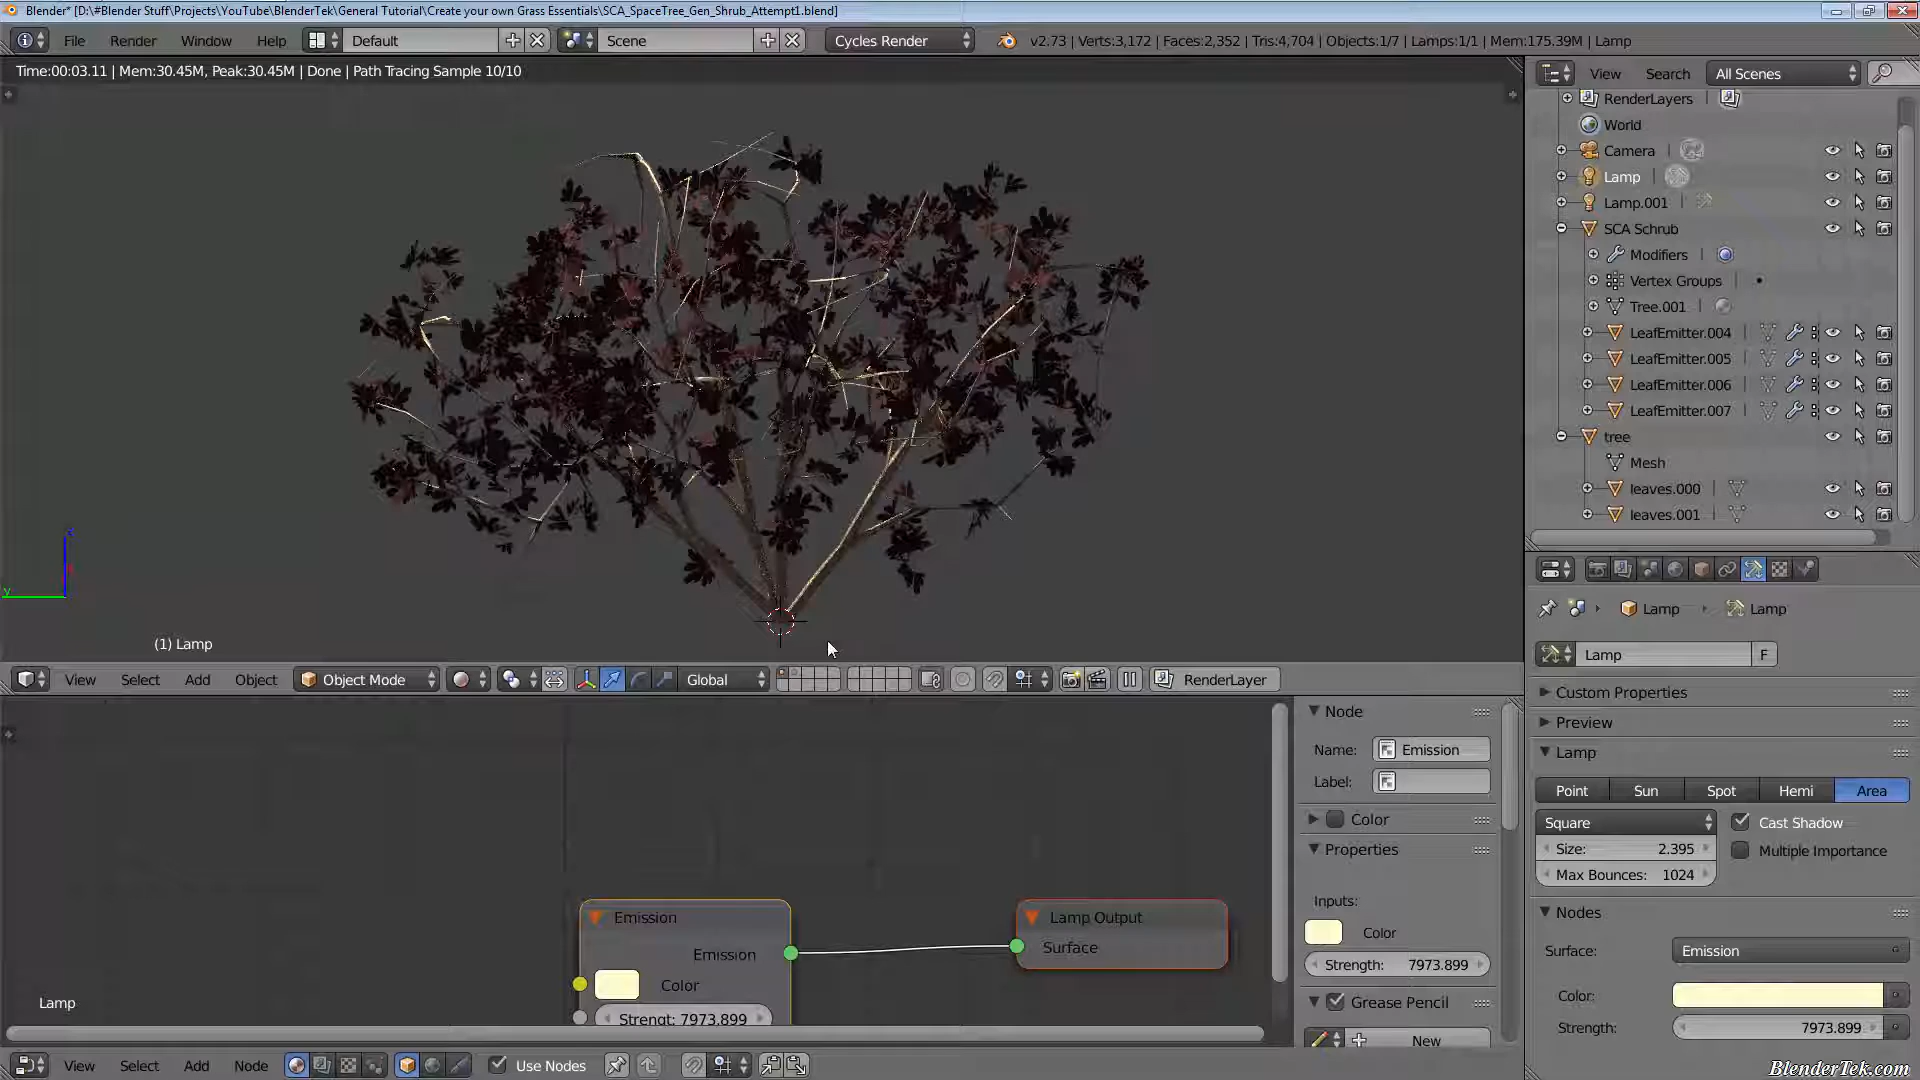 Blender* [D:\#Blender Stuff\Projects\YouTube\BlenderTek\General Tutorial\Create your own Grass Essentials\SCA_SpaceTree_Gen_Shrub_Attempt1.blend]
File Render Window Help Default Scene Cycles Render v2.73 | Verts:3,172 | Faces:2,352 | Tris:4,704 | Objects:1/7 | Lamps:1/1 | Mem:175.39M | Lamp
Time:00:03.11 | Mem:30.45M, Peak:30.45M | Done | Path Tracing Sample 10/10
View Search All Scenes
RenderLayers
World
Camera
Lamp
Lamp.001
SCA Schrub
Modifiers
Vertex Groups
Tree.001
LeafEmitter.004
LeafEmitter.005
LeafEmitter.006
LeafEmitter.007
tree
Mesh
leaves.000
leaves.001
z
y
(1) Lamp
View Select Add Object Object Mode Global RenderLayer
Node
Name: Emission
Label:
Color
Properties
Inputs:
Color
Strength: 7973.899
Grease Pencil
New
Emission
Emission
Color
Strengt: 7973.899
Lamp Output
Surface
Lamp
View Select Add Node Use Nodes
Lamp Lamp
Lamp F
Custom Properties
Preview
Lamp
Point Sun Spot Hemi Area
Square Cast Shadow
Size: 2.395 Multiple Importance
Max Bounces: 1024
Nodes
Surface: Emission
Color:
Strength: 7973.899
BlenderTek.com